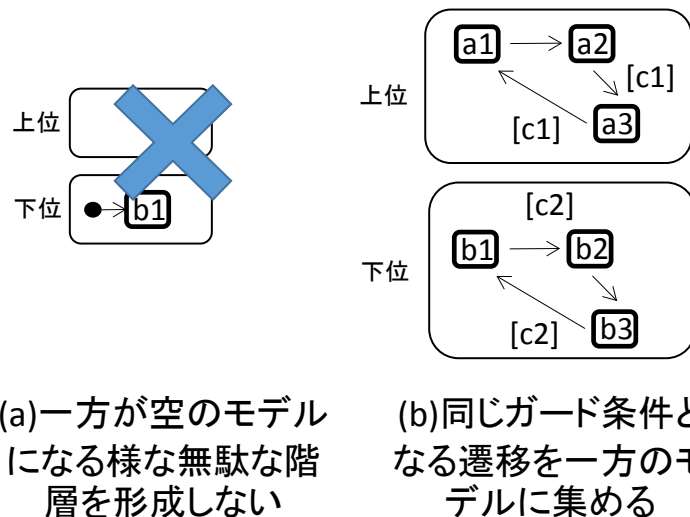 上位
下位
b1
上位
a1
a2
[c1]
[c1]
a3
下位
[c2]
b1
b2
[c2]
b3
(a)一方が空のモデル
になる様な無駄な階
層を形成しない
(b)同じガード条件と
なる遷移を一方のモ
デルに集める